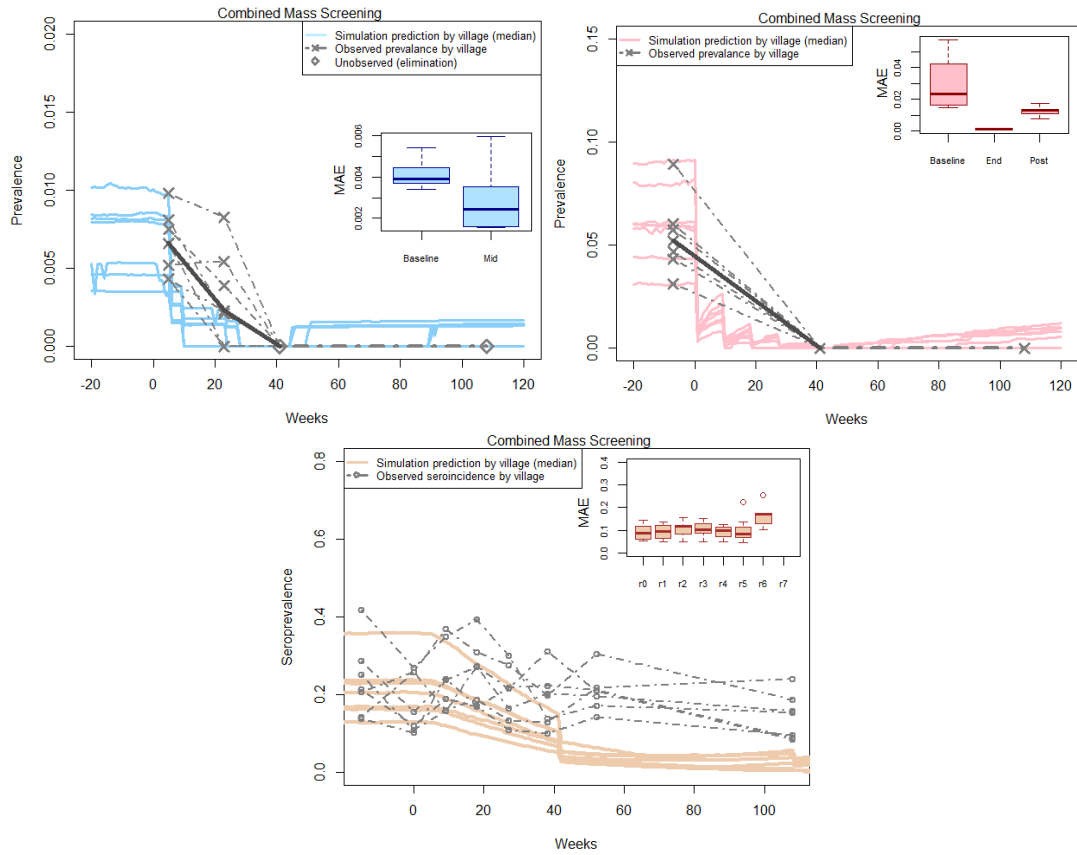 Combined Mass Screening
Simulation prediction by village (median)
Observed prevalance by village
Unobserved (elimination)
Prevalence
0.020
0.015
0.010
0.005
0.000
MAE
0.006
0.004
0.002
Baseline Mid
-20 0 20 40 60 80 100 120
Weeks
Combined Mass Screening
Simulation prediction by village (median)
Observed prevalance by village
Prevalence
0.15
0.10
0.05
0.00
MAE
0.04
0.02
0.00
Baseline End Post
-20 0 20 40 60 80 100 120
Weeks
Combined Mass Screening
Simulation prediction by village (median)
Observed seroincidence by village
Seroprevalence
0.8
0.6
0.4
0.2
0.0
MAE
0.4
0.3
0.2
0.1
0.0
r0 r1 r2 r3 r4 r5 r6 r7
0 20 40 60 80 100
Weeks